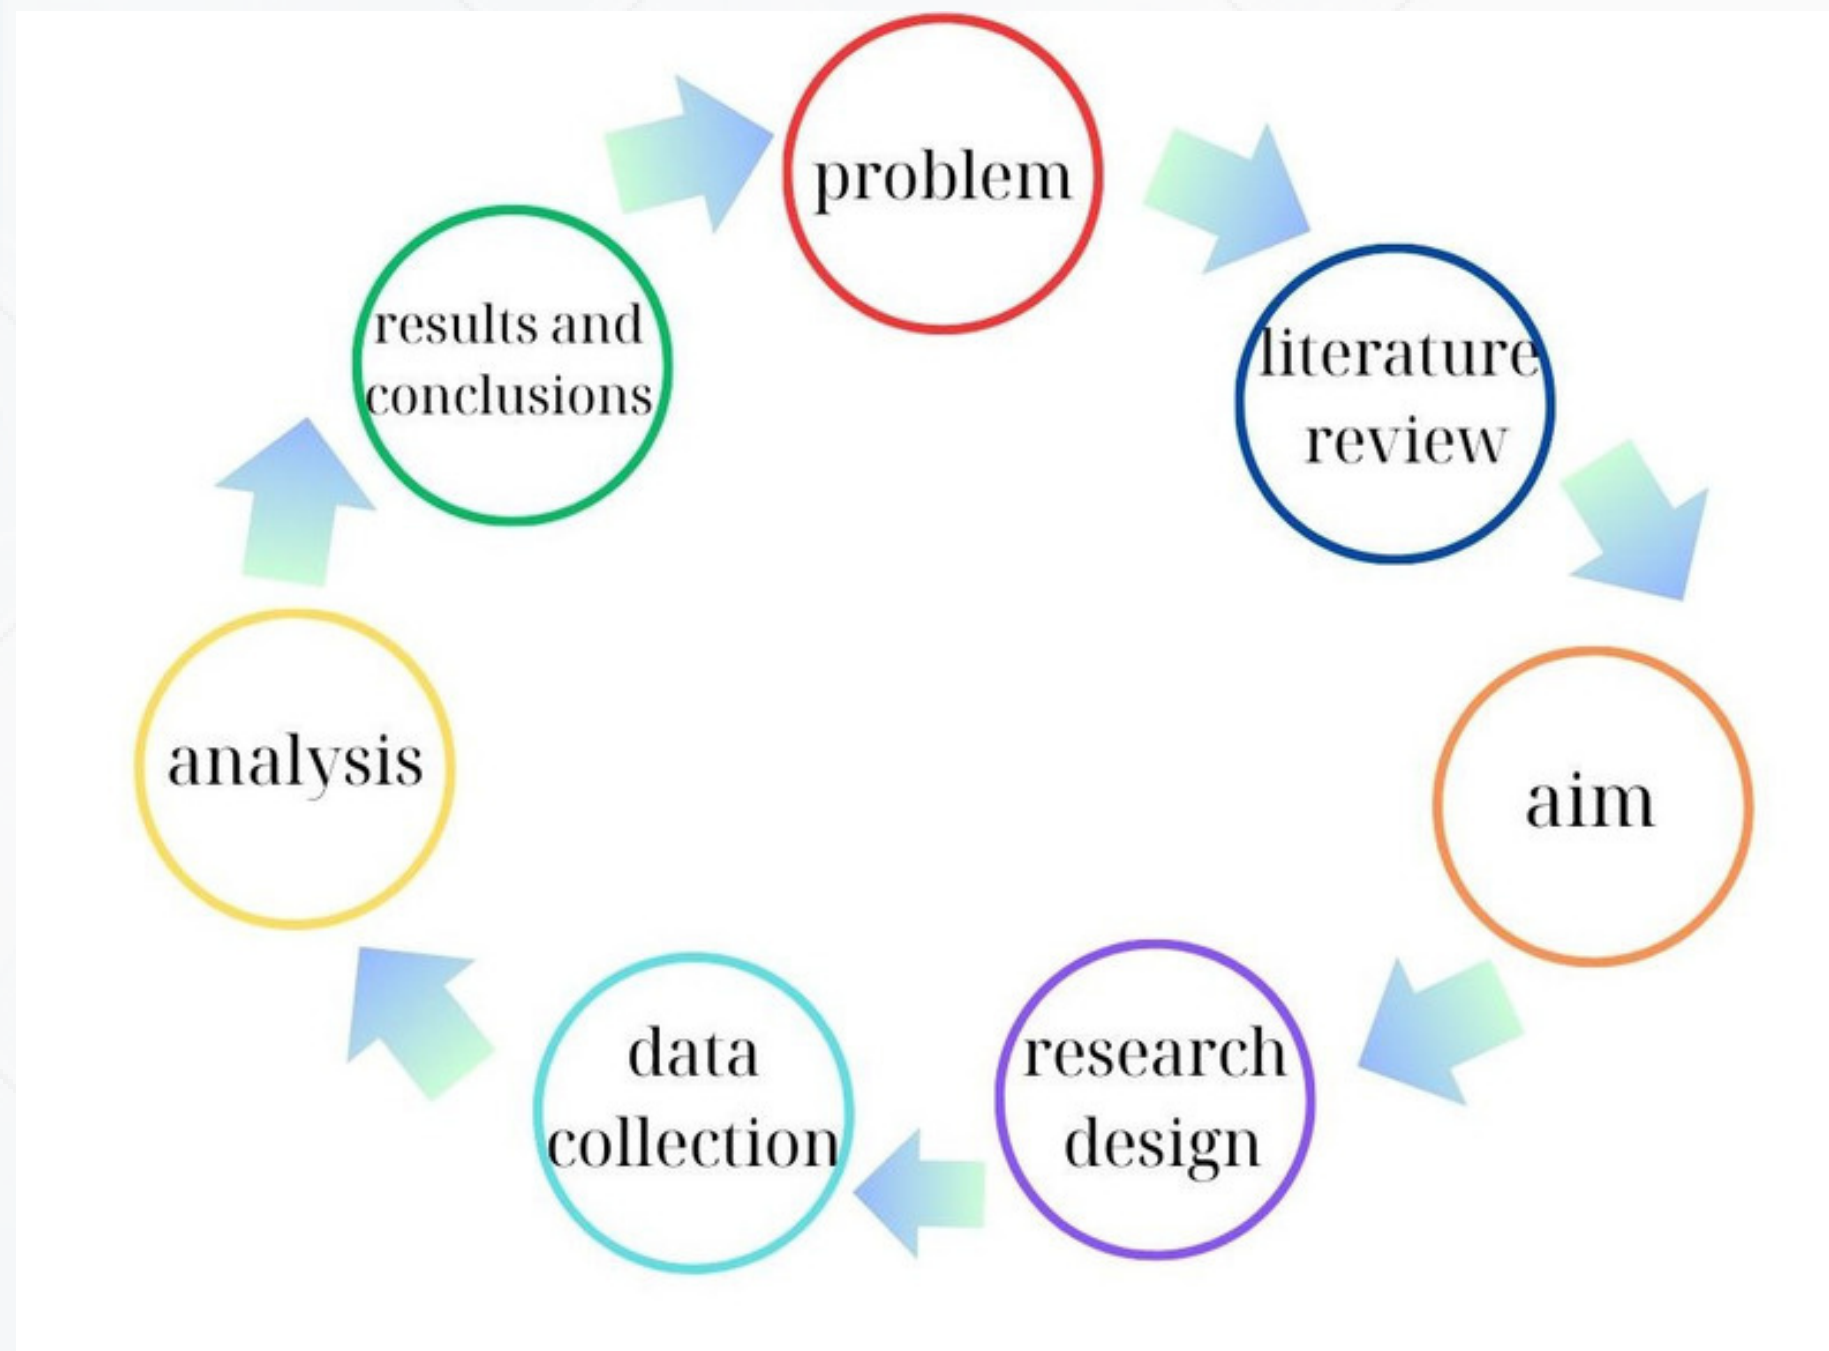 problem
literature
review
aim
research
design
data
collection
analysis
results and
conclusions